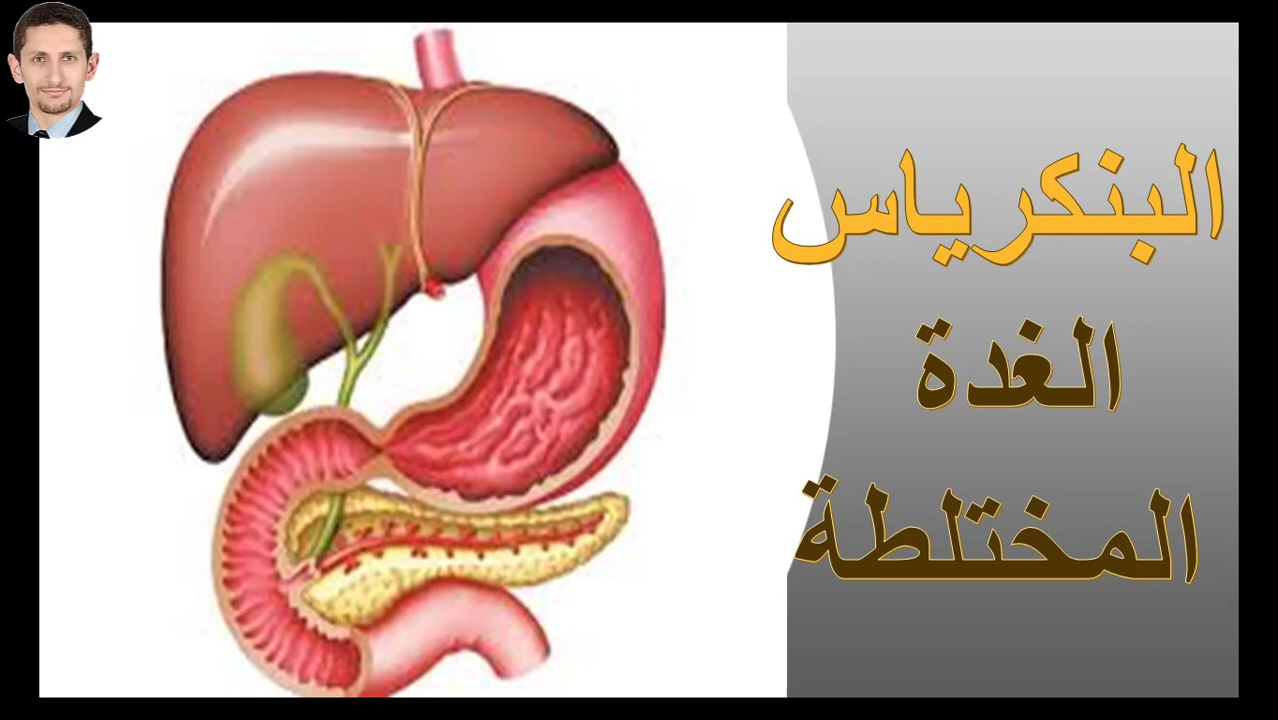 البنكرياس
الغدة
المختلطة